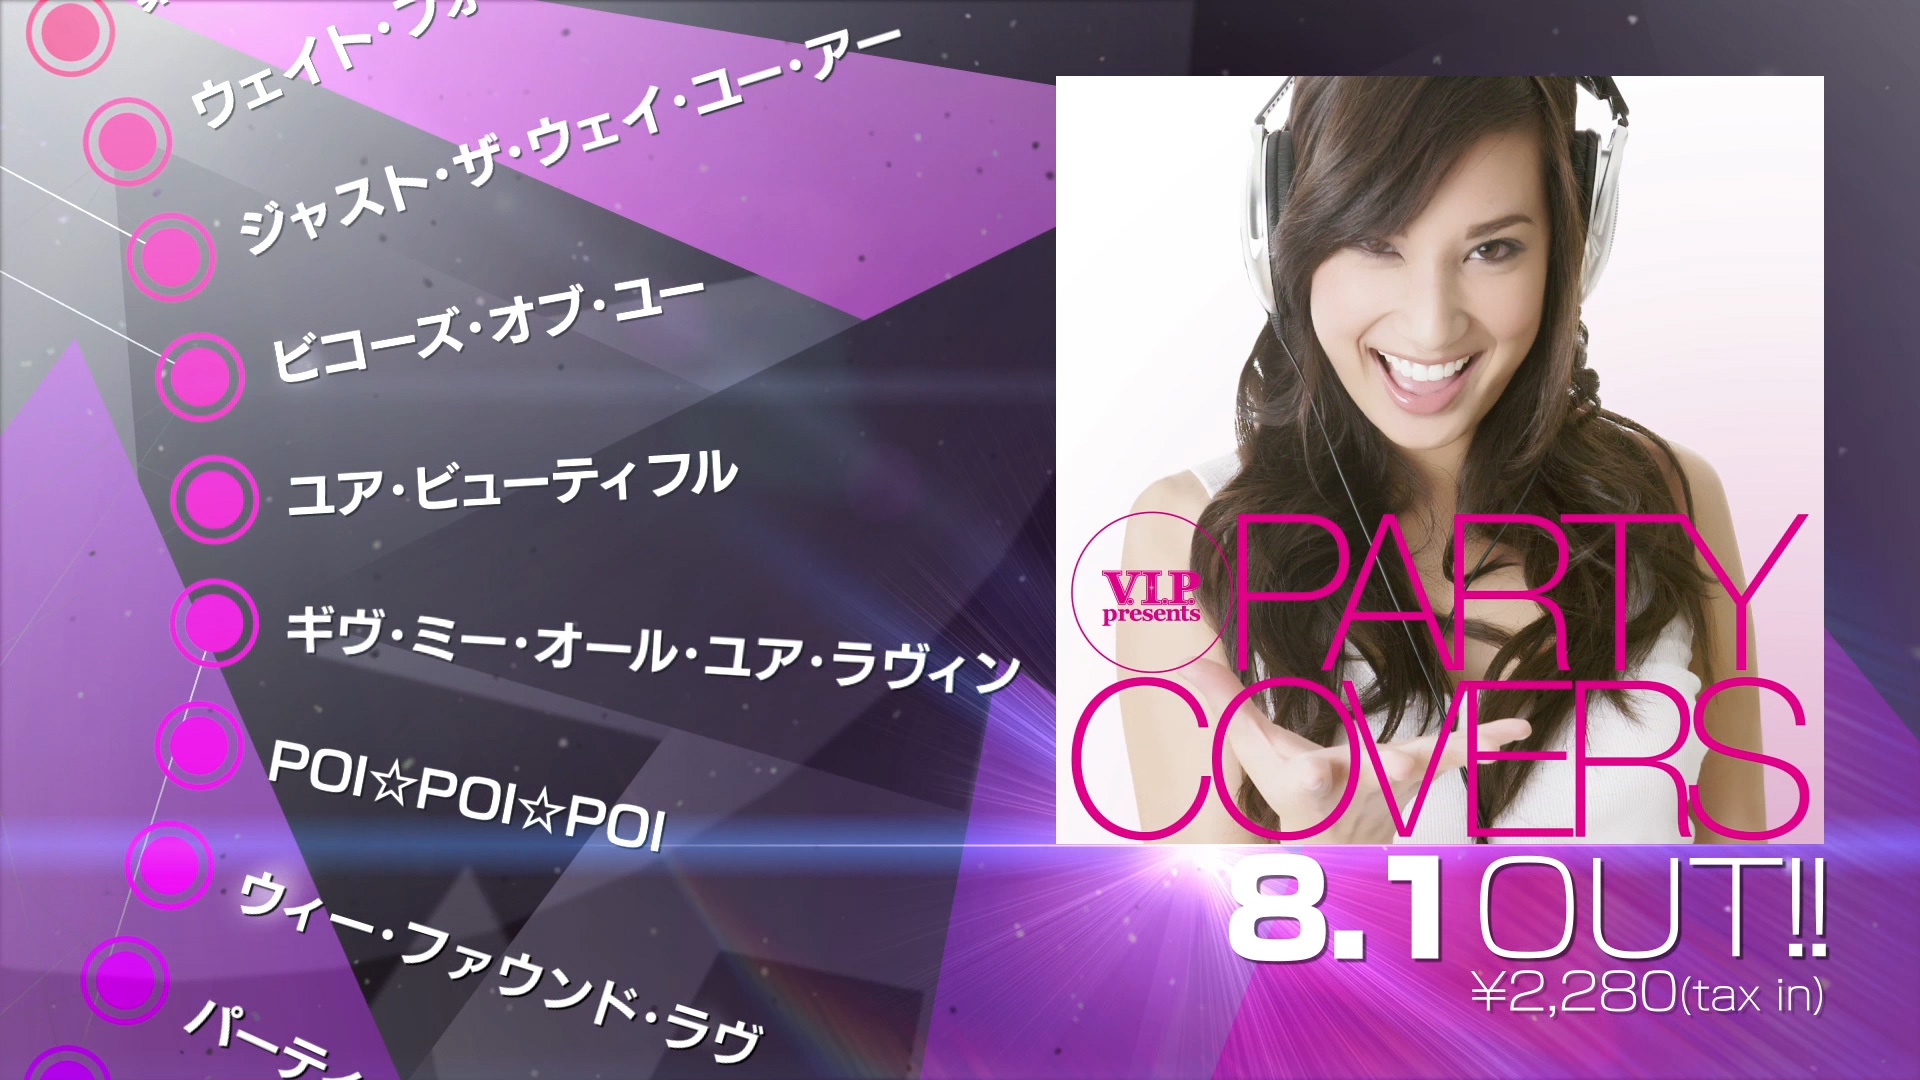 ウェイト・フォ
ジャスト・ザ・ウェイ・ユー・アー
ビコーズ・オブ・ユー
ユア・ビューティフル
ギヴ・ミー・オール・ユア・ラヴィン
POI☆POI☆POI
ウィー・ファウンド・ラヴ
パーティ
V.I.P.
presents
PARTY
COVERS
8.1 OUT!!
¥2,280(tax in)